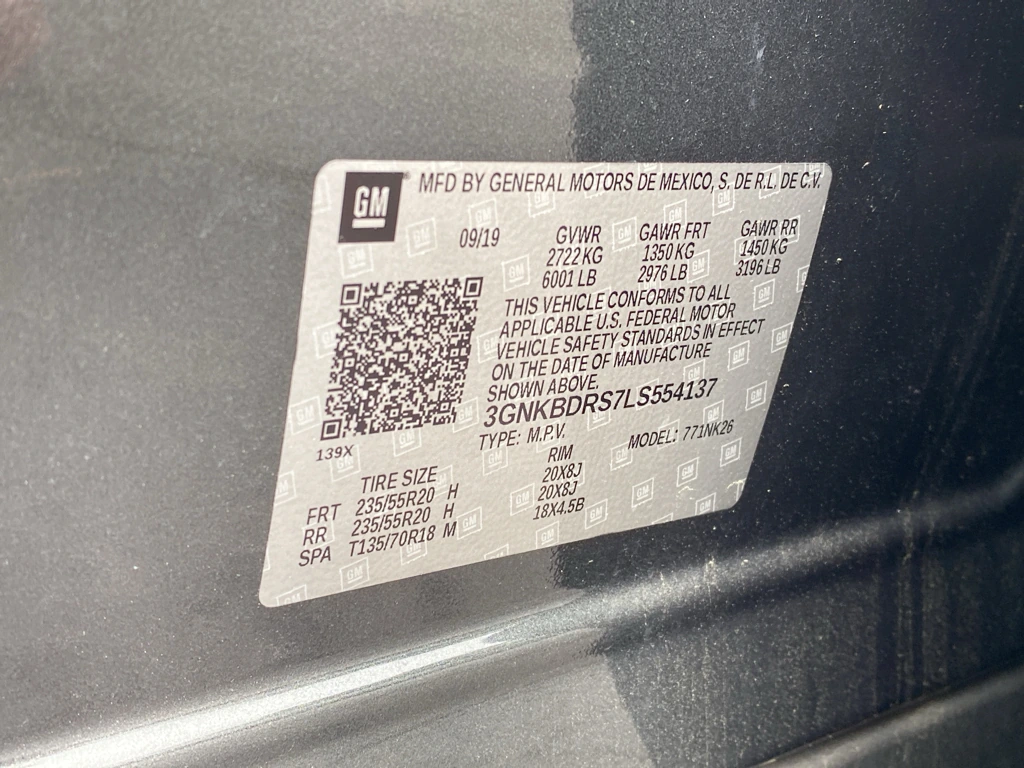 GM
MFD BY GENERAL MOTORS DE MEXICO, S. DE R.L. DE C.V.
09/19
GVWR GAWR FRT GAWR RR
2722 KG 1350 KG 1450 KG
6001 LB 2976 LB 3196 LB
THIS VEHICLE CONFORMS TO ALL
APPLICABLE U.S. FEDERAL MOTOR
VEHICLE SAFETY STANDARDS IN EFFECT
ON THE DATE OF MANUFACTURE
SHOWN ABOVE.
3GNKBDRS7LS554137
139X
TYPE: M.P.V. MODEL: 771NK26
TIRE SIZE RIM
FRT 235/55R20 H 20X8J
RR 235/55R20 H 20X8J
SPA T135/70R18 M 18X4.5B